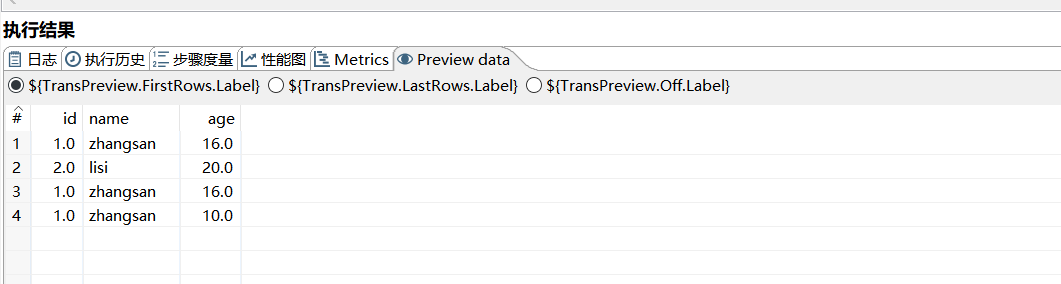 执行结果
日志 执行历史 步骤度量 性能图 Metrics Preview data
${TransPreview.FirstRows.Label} ${TransPreview.LastRows.Label} ${TransPreview.Off.Label}
# id name age
1 1.0 zhangsan 16.0
2 2.0 lisi 20.0
3 1.0 zhangsan 16.0
4 1.0 zhangsan 10.0